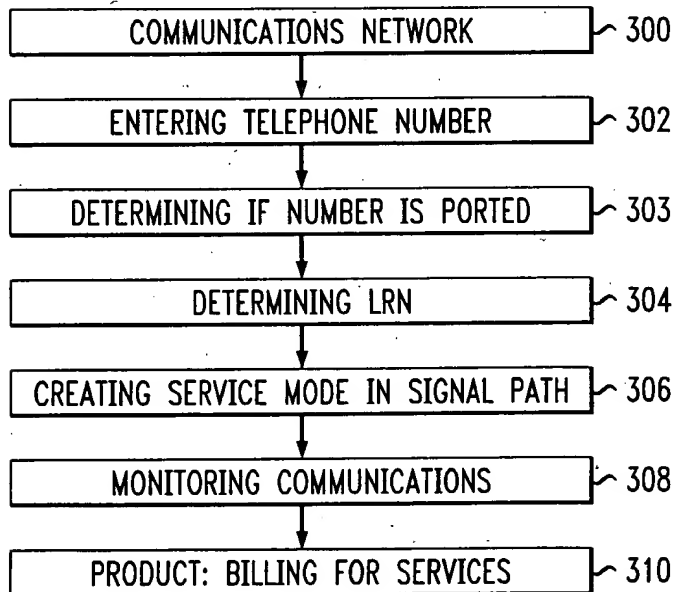 COMMUNICATIONS NETWORK 300
ENTERING TELEPHONE NUMBER 302
DETERMINING IF NUMBER IS PORTED 303
DETERMINING LRN 304
CREATING SERVICE MODE IN SIGNAL PATH 306
MONITORING COMMUNICATIONS 308
PRODUCT: BILLING FOR SERVICES 310